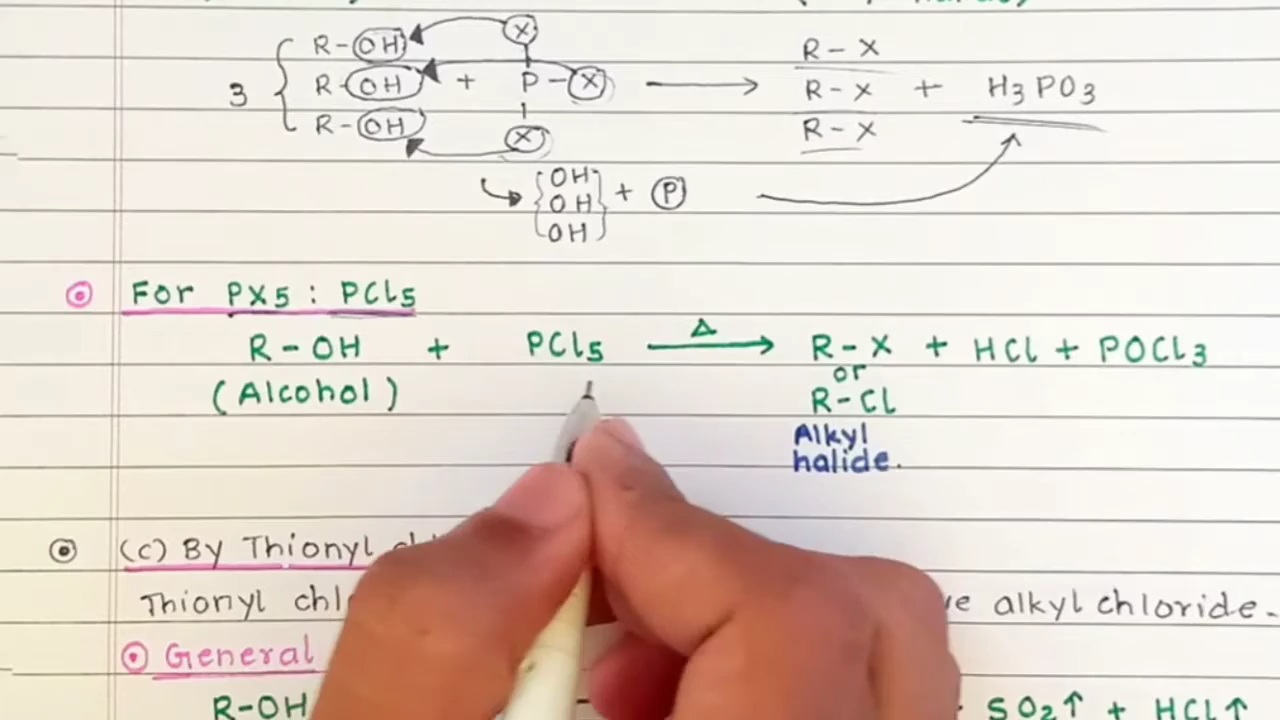 R-OH X R-X
3 R-OH + P-X → R-X + H3PO3
R-OH X R-X
OH
OH + P
OH
For PX5 : PCl5
R-OH + PCl5 Δ → R-X + HCl + POCl3
(Alcohol) or
R-Cl
Alkyl
halide.
(C) By Thionyl
Thionyl alkyl chloride.
General
R-OH SO2↑ + HCl↑